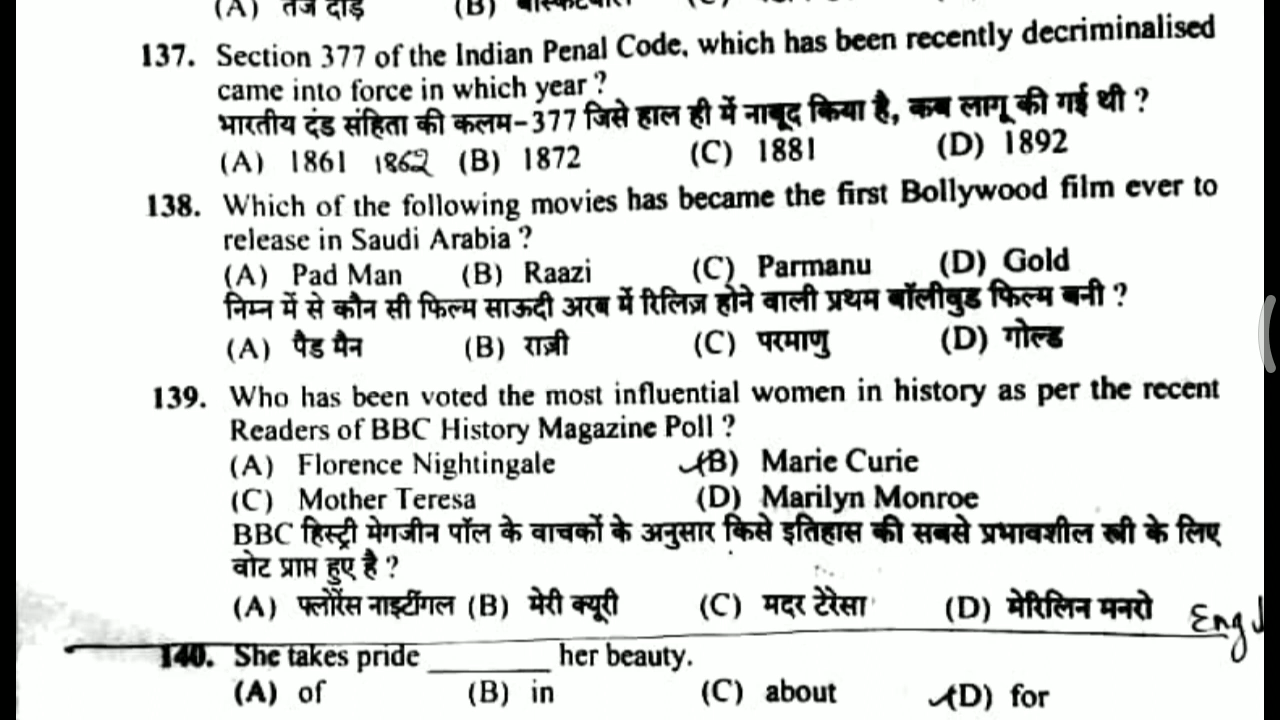 (A) तेज दौड़ (B) बास्केटबॉल
137. Section 377 of the Indian Penal Code, which has been recently decriminalised
came into force in which year ?
भारतीय दंड संहिता की कलम-377 जिसे हाल ही में नाबूद किया है, कब लागू की गई थी ?
(A) 1861 1862 (B) 1872 (C) 1881 (D) 1892
138. Which of the following movies has became the first Bollywood film ever to
release in Saudi Arabia ?
(A) Pad Man (B) Raazi (C) Parmanu (D) Gold
निम्न में से कौन सी फिल्म साऊदी अरब में रिलिज़ होने वाली प्रथम बॉलीवुड फिल्म बनी ?
(A) पैड मैन (B) राज़ी (C) परमाणु (D) गोल्ड
139. Who has been voted the most influential women in history as per the recent
Readers of BBC History Magazine Poll ?
(A) Florence Nightingale (B) Marie Curie
(C) Mother Teresa (D) Marilyn Monroe
BBC हिस्ट्री मेगजीन पॉल के वाचकों के अनुसार किसे इतिहास की सबसे प्रभावशील स्त्री के लिए
वोट प्राप्त हुए है ?
(A) फ्लोरेंस नाइटींगल (B) मेरी क्यूरी (C) मदर टेरेसा (D) मेरिलिन मनरो
Eng
140. She takes pride ________ her beauty.
(A) of (B) in (C) about (D) for